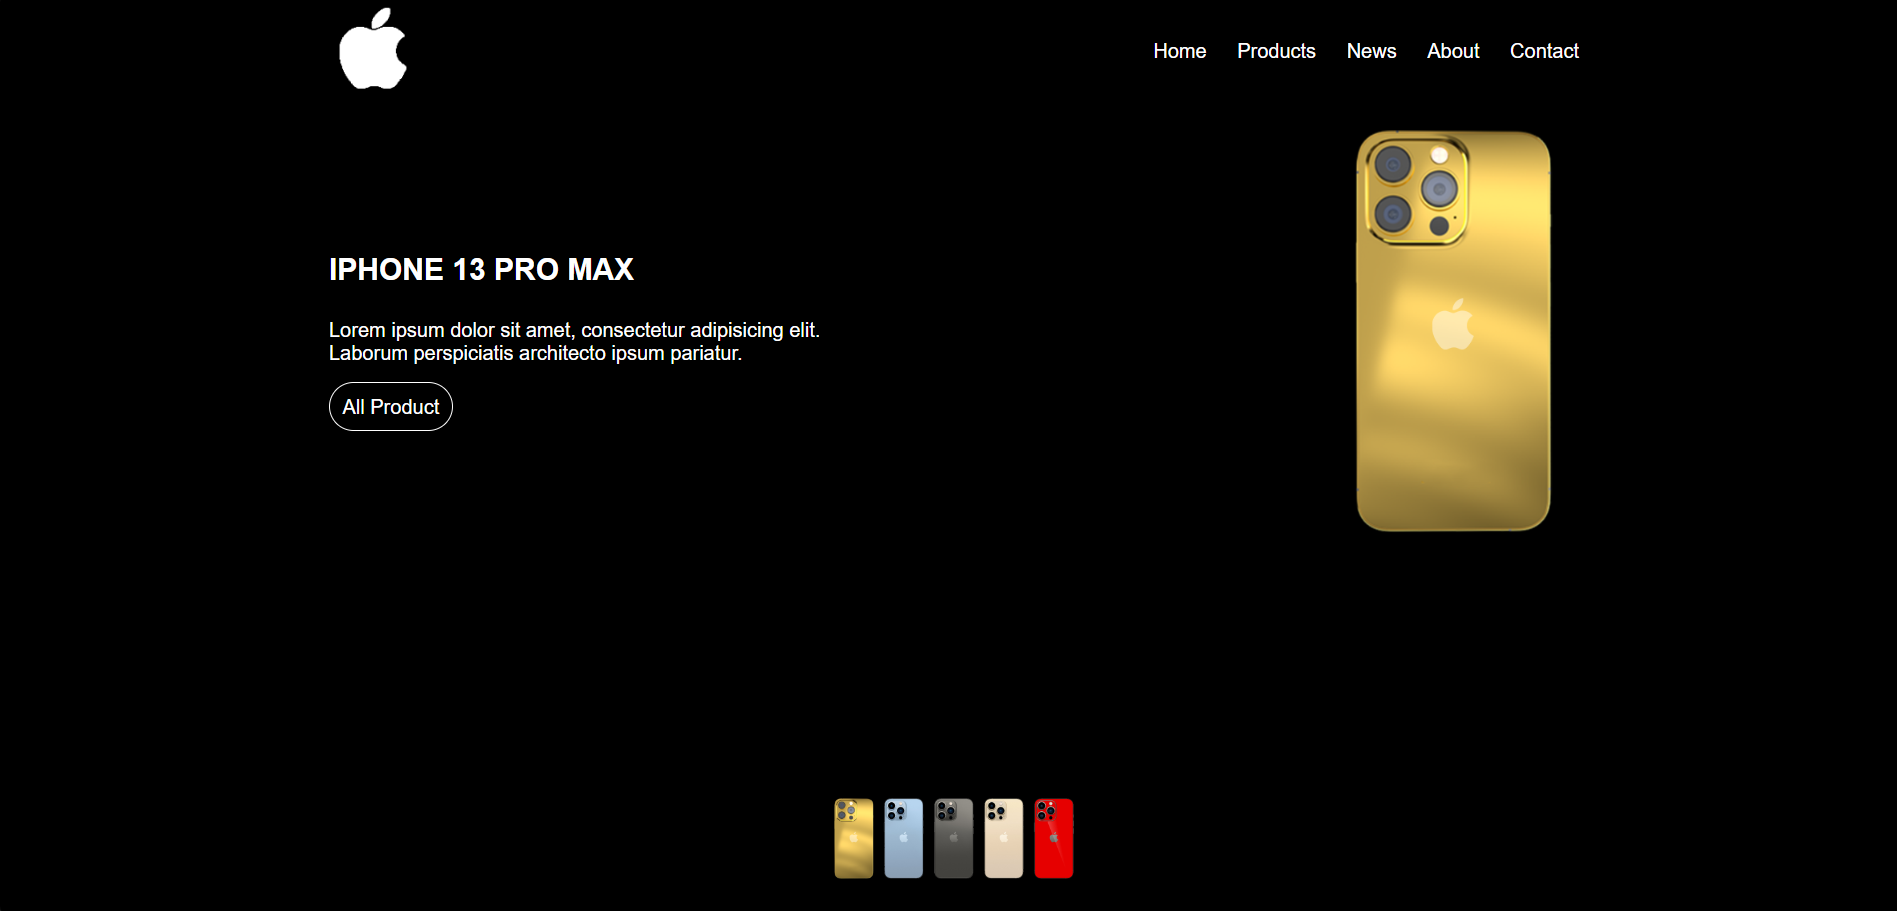 Home Products News About Contact
IPHONE 13 PRO MAX
Lorem ipsum dolor sit amet, consectetur adipisicing elit.
Laborum perspiciatis architecto ipsum pariatur.
All Product